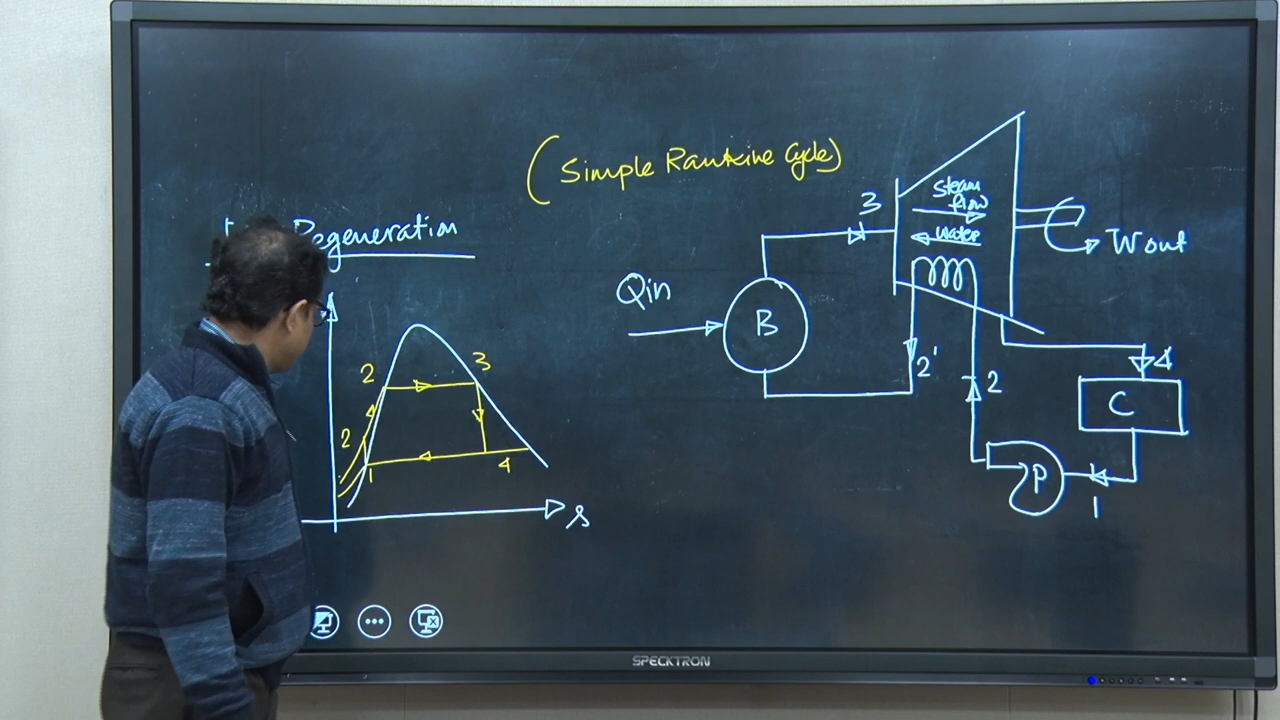 (Simple Rankine Cycle)
Regeneration
Steam
flow
Water
3
Wout
Qin
B
2'
2
4
C
P
1
2
3
2
1
4
s
SPECKTRON